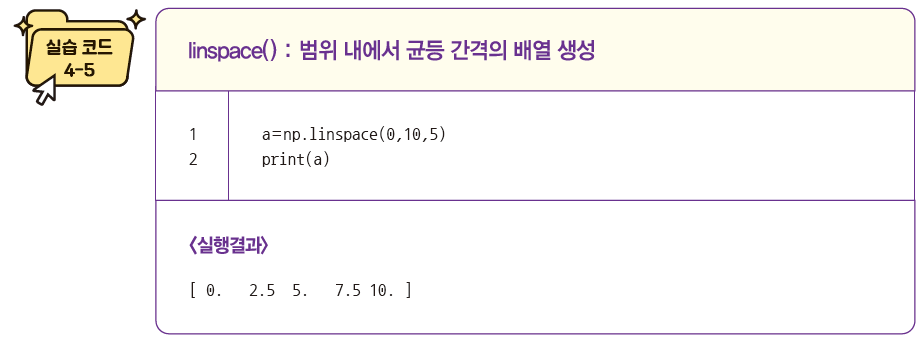 실습 코드
4-5
linspace() : 범위 내에서 균등 간격의 배열 생성
1 a=np.linspace(0,10,5)
2 print(a)
<실행결과>
[ 0.   2.5  5.   7.5 10. ]